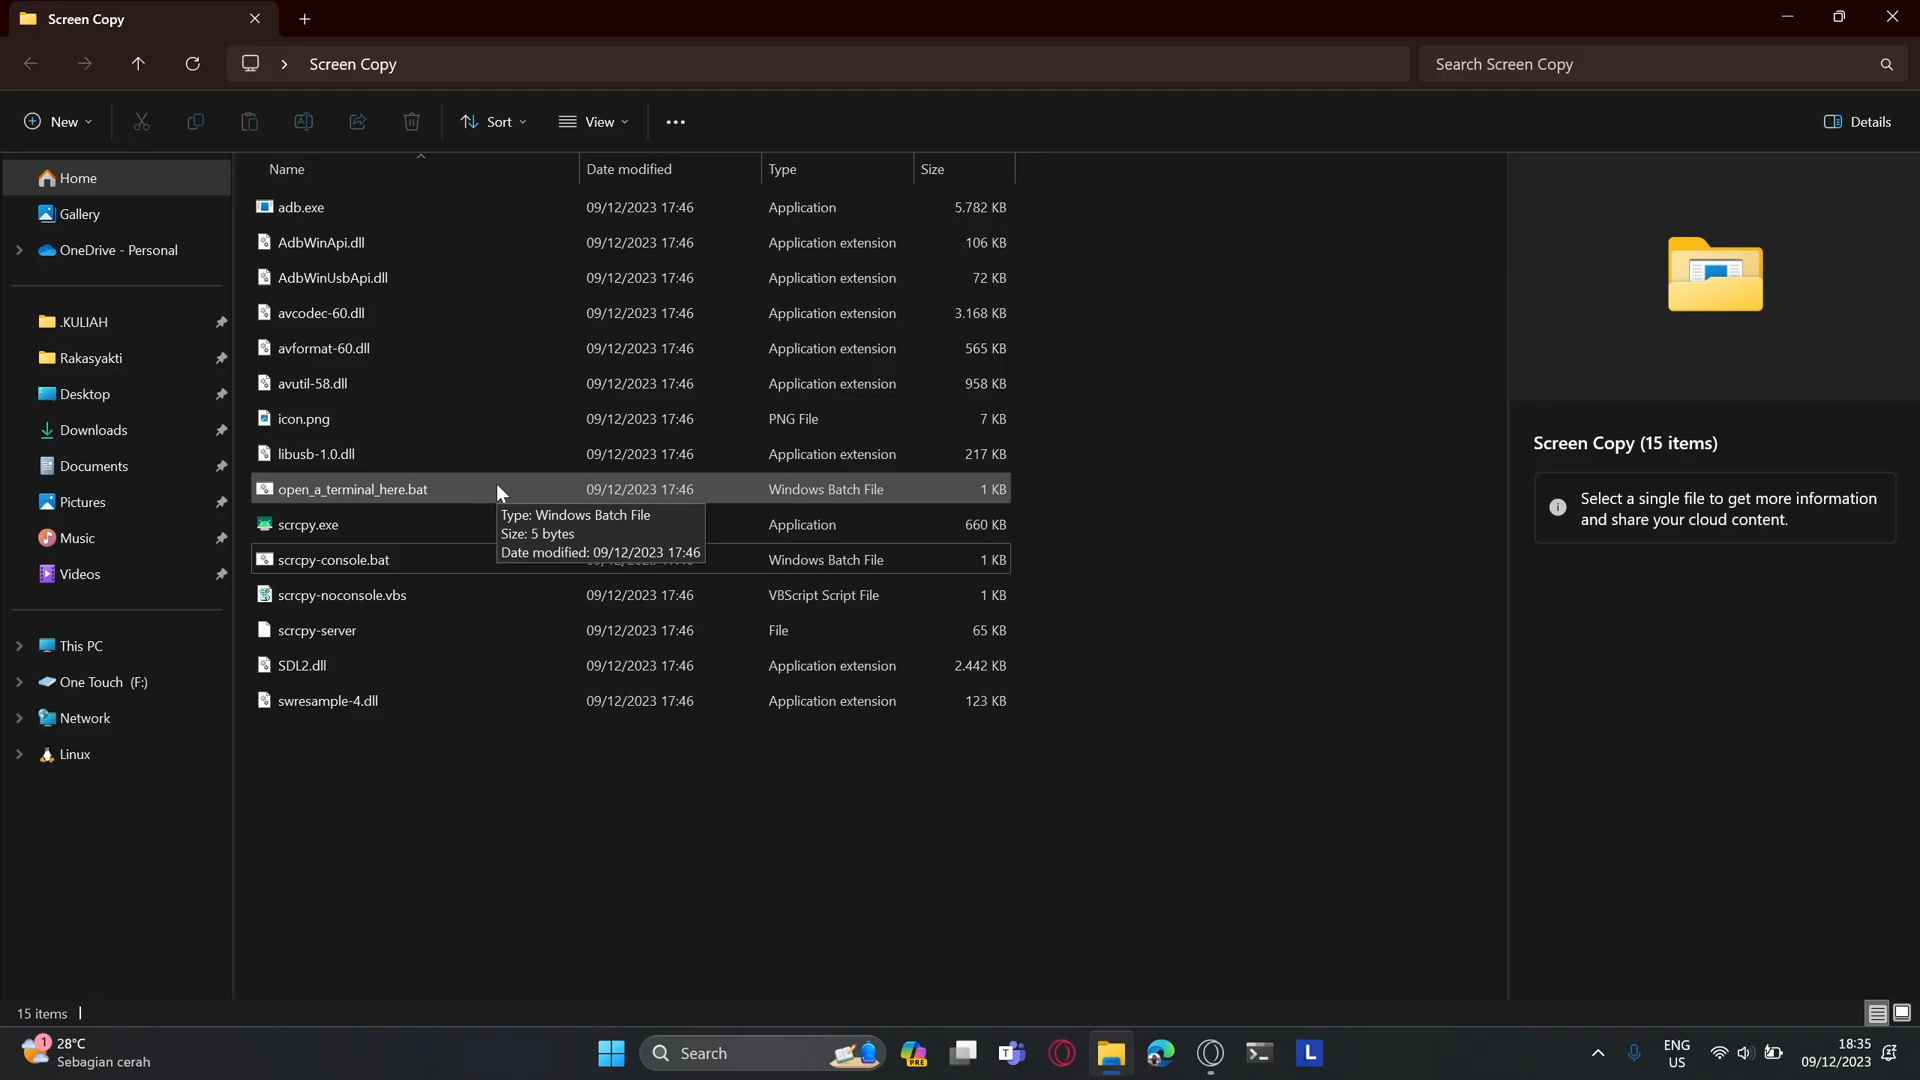 Screen Copy
Screen Copy
Search Screen Copy
New
Sort
View
Details
Home
Gallery
OneDrive - Personal
.KULIAH
Rakasyakti
Desktop
Downloads
Documents
Pictures
Music
Videos
This PC
One Touch (F:)
Network
Linux
Name Date modified Type Size
adb.exe 09/12/2023 17:46 Application 5.782 KB
AdbWinApi.dll 09/12/2023 17:46 Application extension 106 KB
AdbWinUsbApi.dll 09/12/2023 17:46 Application extension 72 KB
avcodec-60.dll 09/12/2023 17:46 Application extension 3.168 KB
avformat-60.dll 09/12/2023 17:46 Application extension 565 KB
avutil-58.dll 09/12/2023 17:46 Application extension 958 KB
icon.png 09/12/2023 17:46 PNG File 7 KB
libusb-1.0.dll 09/12/2023 17:46 Application extension 217 KB
open_a_terminal_here.bat 09/12/2023 17:46 Windows Batch File 1 KB
scrcpy.exe Application 660 KB
scrcpy-console.bat Windows Batch File 1 KB
scrcpy-noconsole.vbs 09/12/2023 17:46 VBScript Script File 1 KB
scrcpy-server 09/12/2023 17:46 File 65 KB
SDL2.dll 09/12/2023 17:46 Application extension 2.442 KB
swresample-4.dll 09/12/2023 17:46 Application extension 123 KB
Type: Windows Batch File
Size: 5 bytes
Date modified: 09/12/2023 17:46
Screen Copy (15 items)
Select a single file to get more information
and share your cloud content.
15 items
1
28°C
Sebagian cerah
Search
PRE
L
ENG
US
18:35
09/12/2023